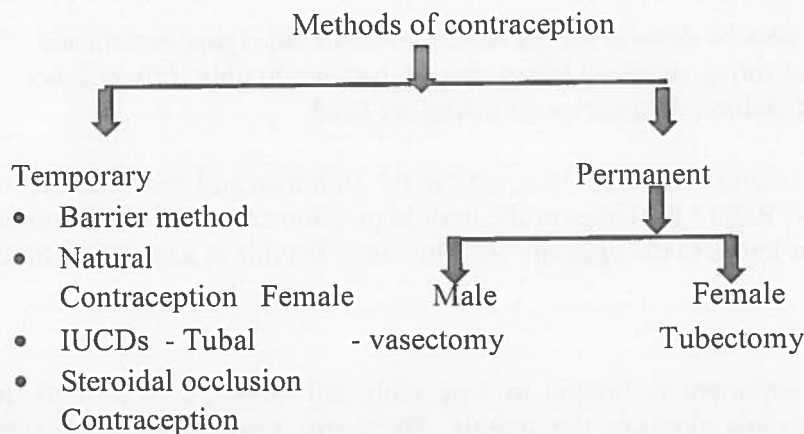 Methods of contraception
Temporary Permanent
• Barrier method
• Natural
Contraception Female Male Female
• IUCDs - Tubal - vasectomy Tubectomy
• Steroidal occlusion
Contraception